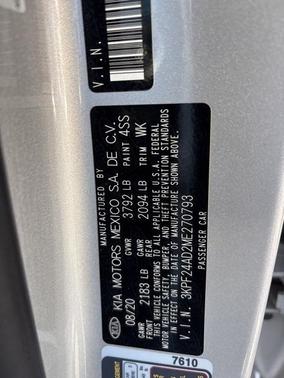 V.I.N.
MANUFACTURED BY
KIA KIA MOTORS MEXICO S.A. DE C.V.
08/20 GVWR 3792 LB PAINT 4SS
GAWR FRONT 2183 LB GAWR REAR 2094 LB TRIM WK
THIS VEHICLE CONFORMS TO ALL APPLICABLE U.S.A. FEDERAL
MOTOR VEHICLE SAFETY, BUMPER, AND THEFT PREVENTION STANDARDS
IN EFFECT ON THE DATE OF MANUFACTURE SHOWN ABOVE.
V.I.N. 3KPF24AD2ME270793
PASSENGER CAR
7610